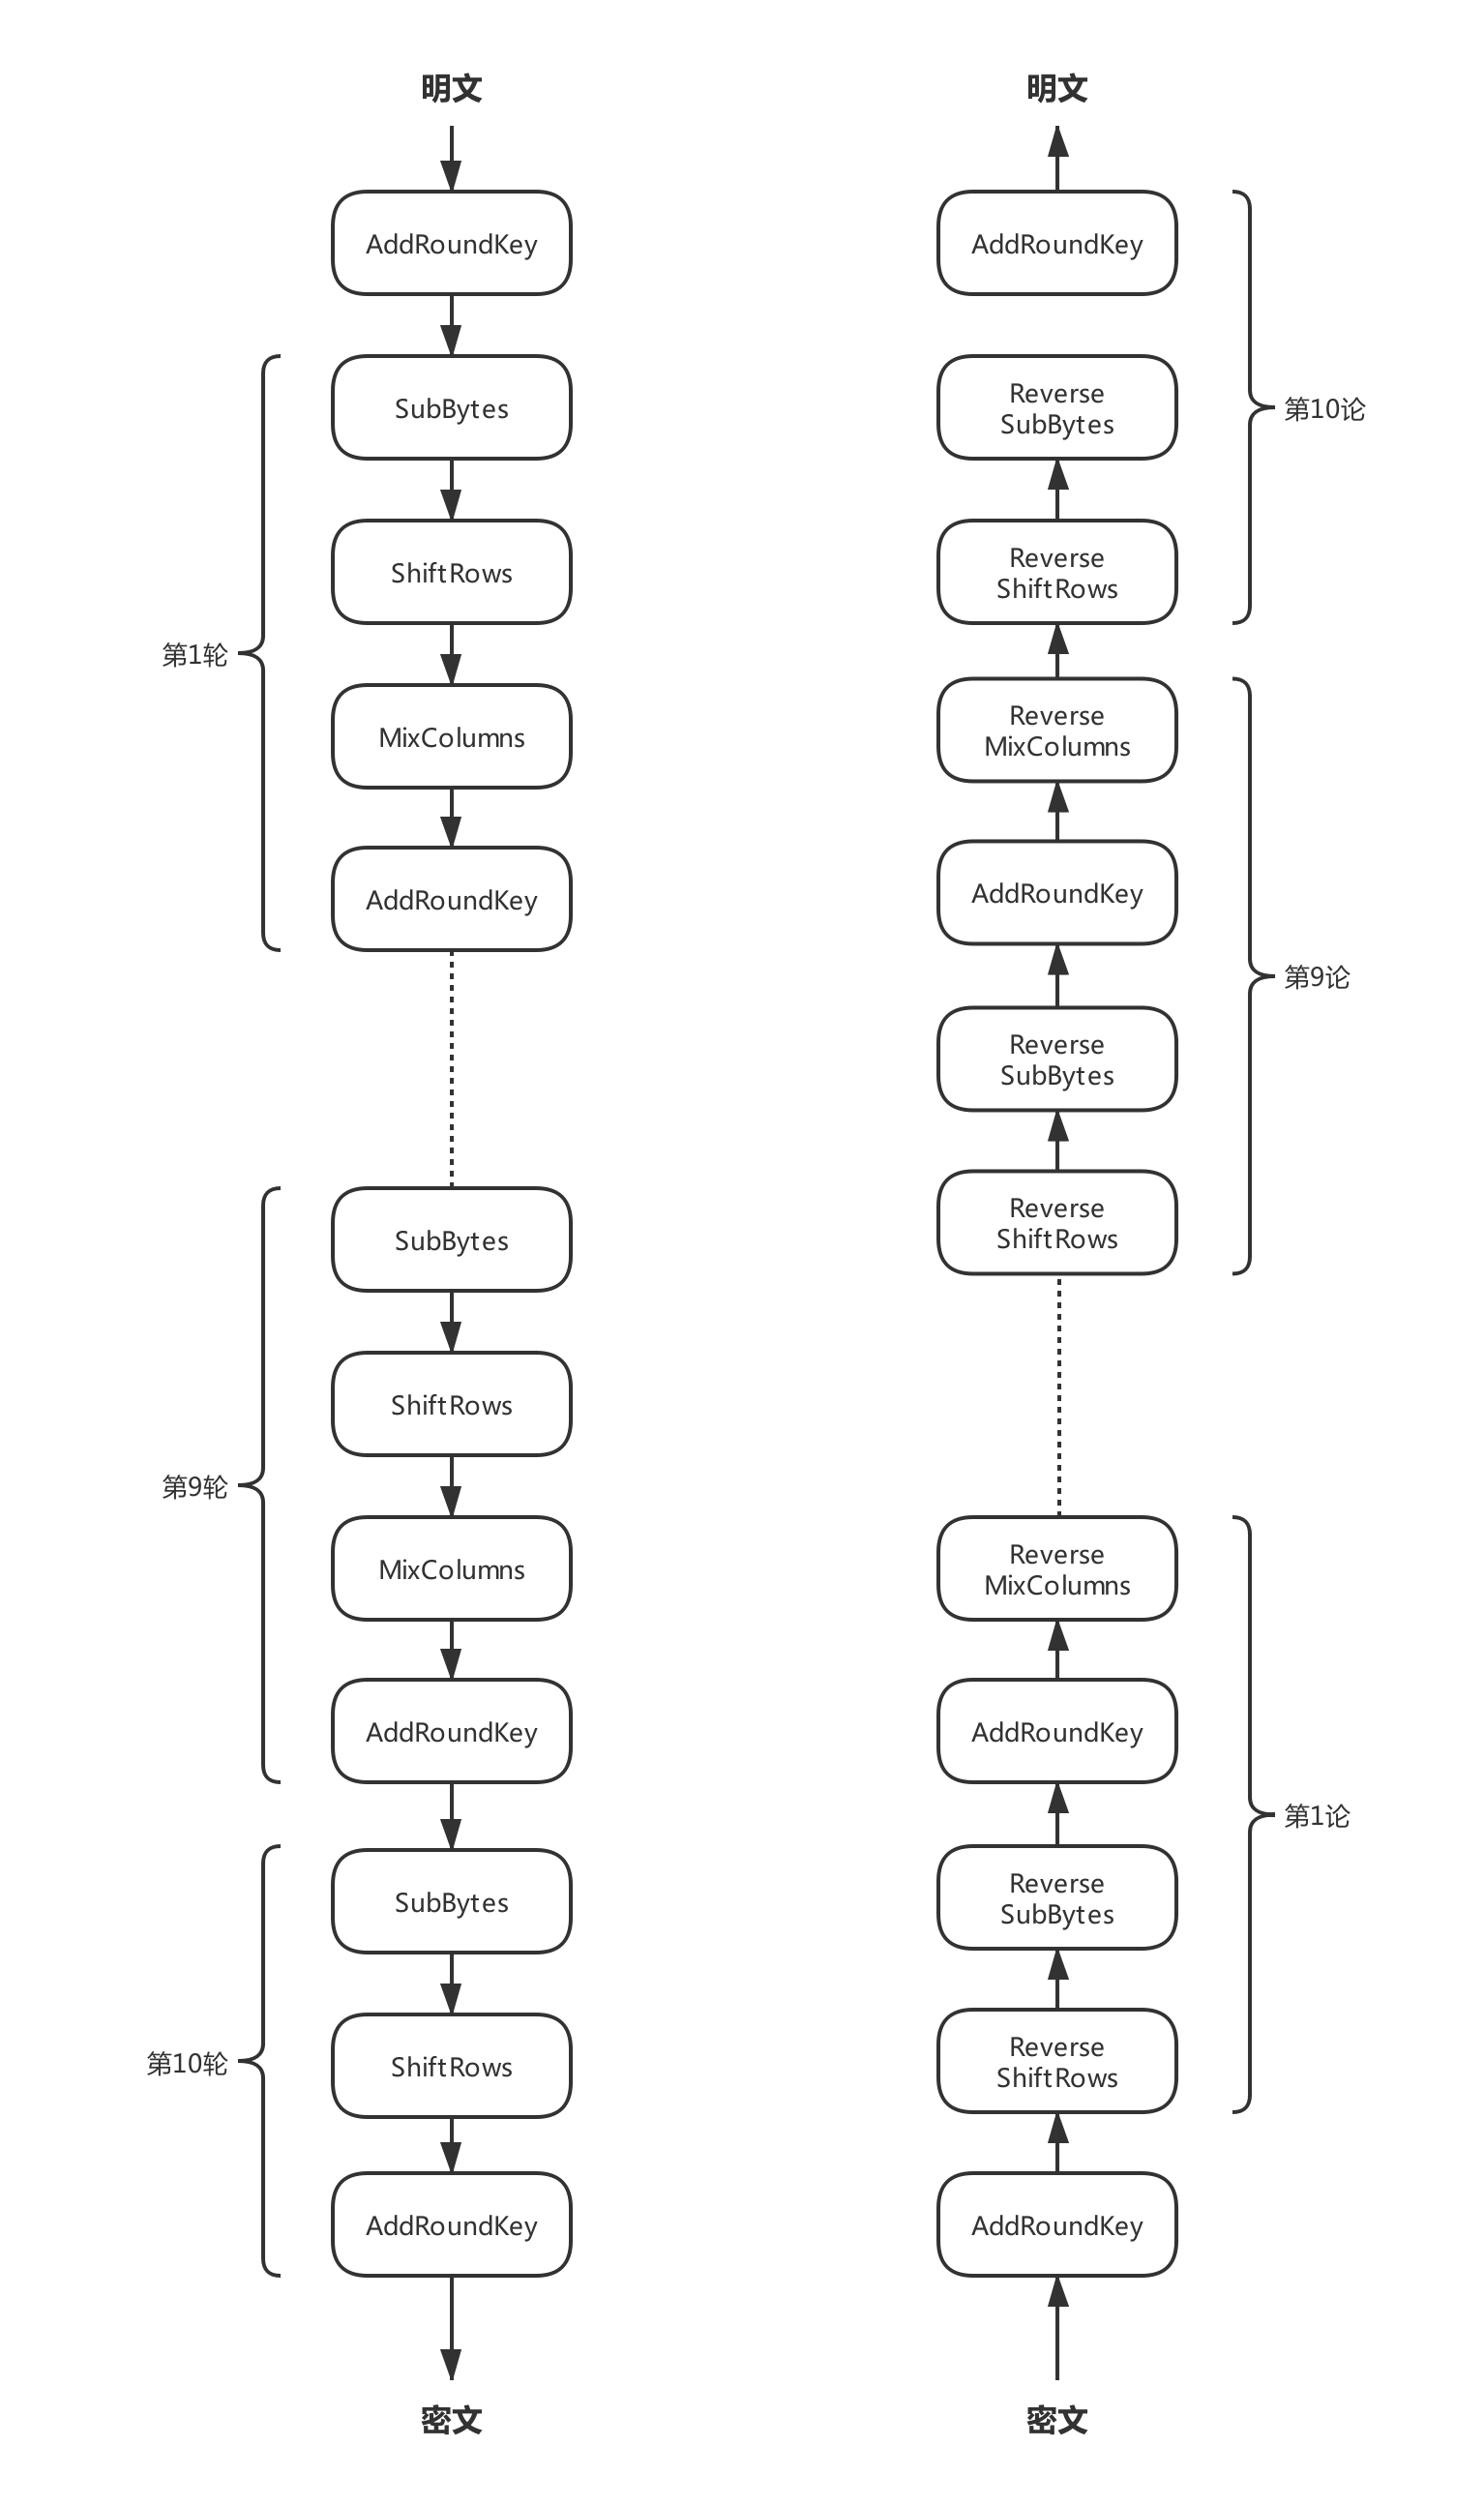 明文
AddRoundKey
SubBytes
ShiftRows
第1轮
MixColumns
AddRoundKey
SubBytes
ShiftRows
第9轮
MixColumns
AddRoundKey
SubBytes
第10轮
ShiftRows
AddRoundKey
密文
明文
AddRoundKey
Reverse
SubBytes
第10论
Reverse
ShiftRows
Reverse
MixColumns
AddRoundKey
第9论
Reverse
SubBytes
Reverse
ShiftRows
Reverse
MixColumns
AddRoundKey
第1论
Reverse
SubBytes
Reverse
ShiftRows
AddRoundKey
密文